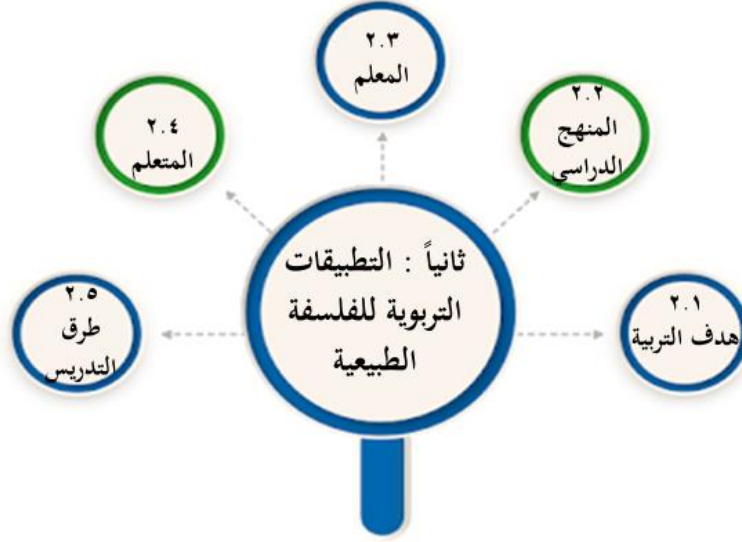 ثانياً : التطبيقات
التربوية للفلسفة
الطبيعية
٢.١
هدف التربية
٢.٢
المنهج
الدراسي
٢.٣
المعلم
٢.٤
المتعلم
٢.٥
طرق
التدريس